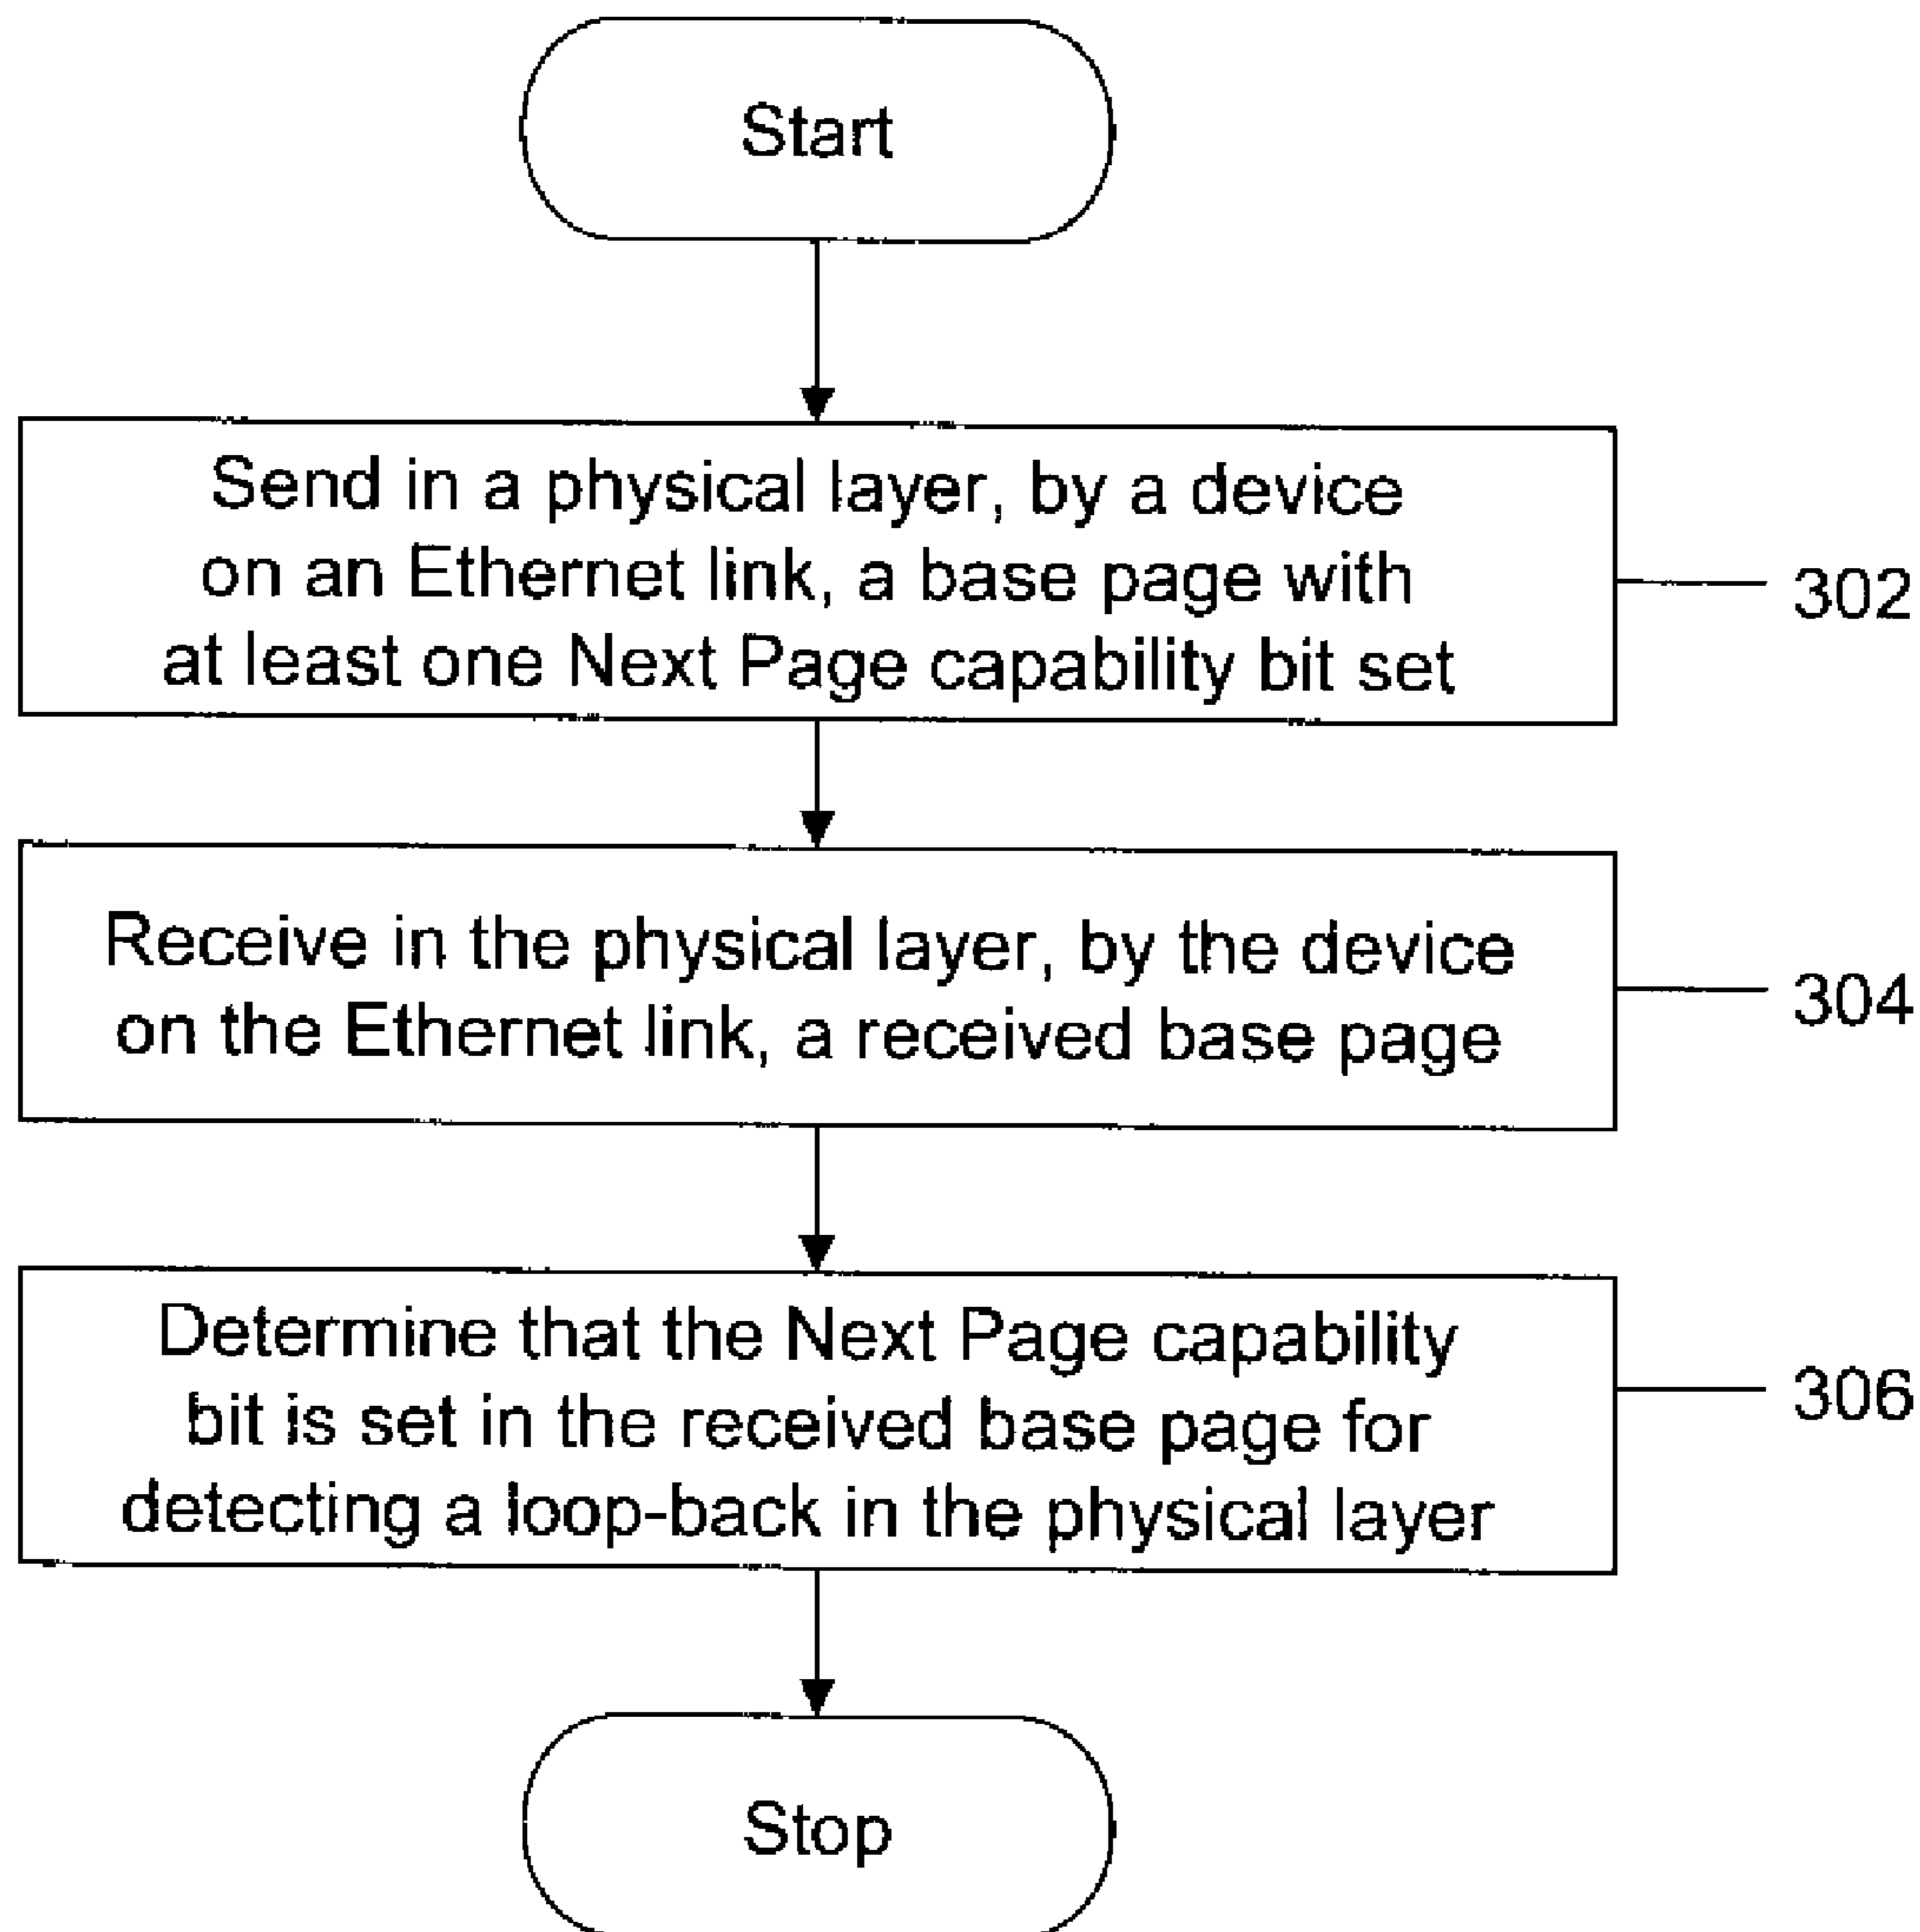 Start
Send in a physical layer, by a device
on an Ethernet link, a base page with
at least one Next Page capability bit set
302
Receive in the physical layer, by the device
on the Ethernet link, a received base page
304
Determine that the Next Page capability
bit is set in the received base page for
detecting a loop-back in the physical layer
306
Stop